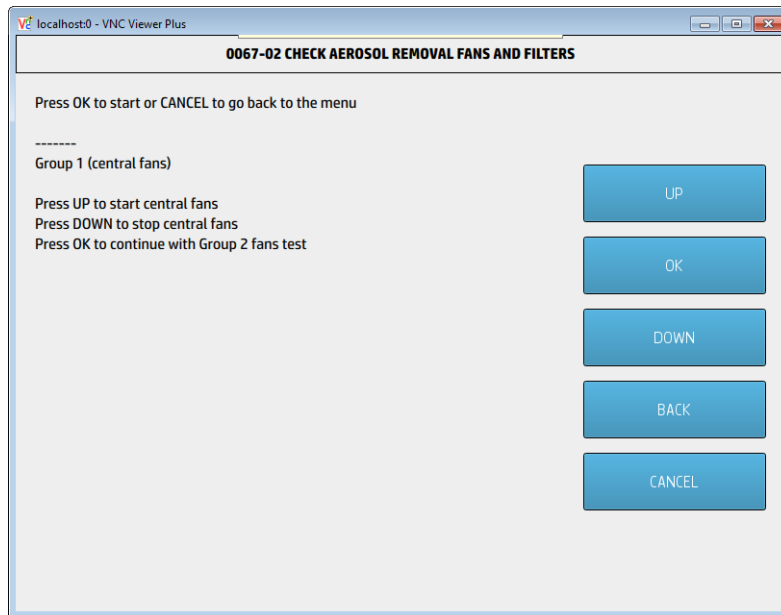 localhost:0 - VNC Viewer Plus
0067-02 CHECK AEROSOL REMOVAL FANS AND FILTERS
Press OK to start or CANCEL to go back to the menu
-------
Group 1 (central fans)
Press UP to start central fans
Press DOWN to stop central fans
Press OK to continue with Group 2 fans test
UP
OK
DOWN
BACK
CANCEL